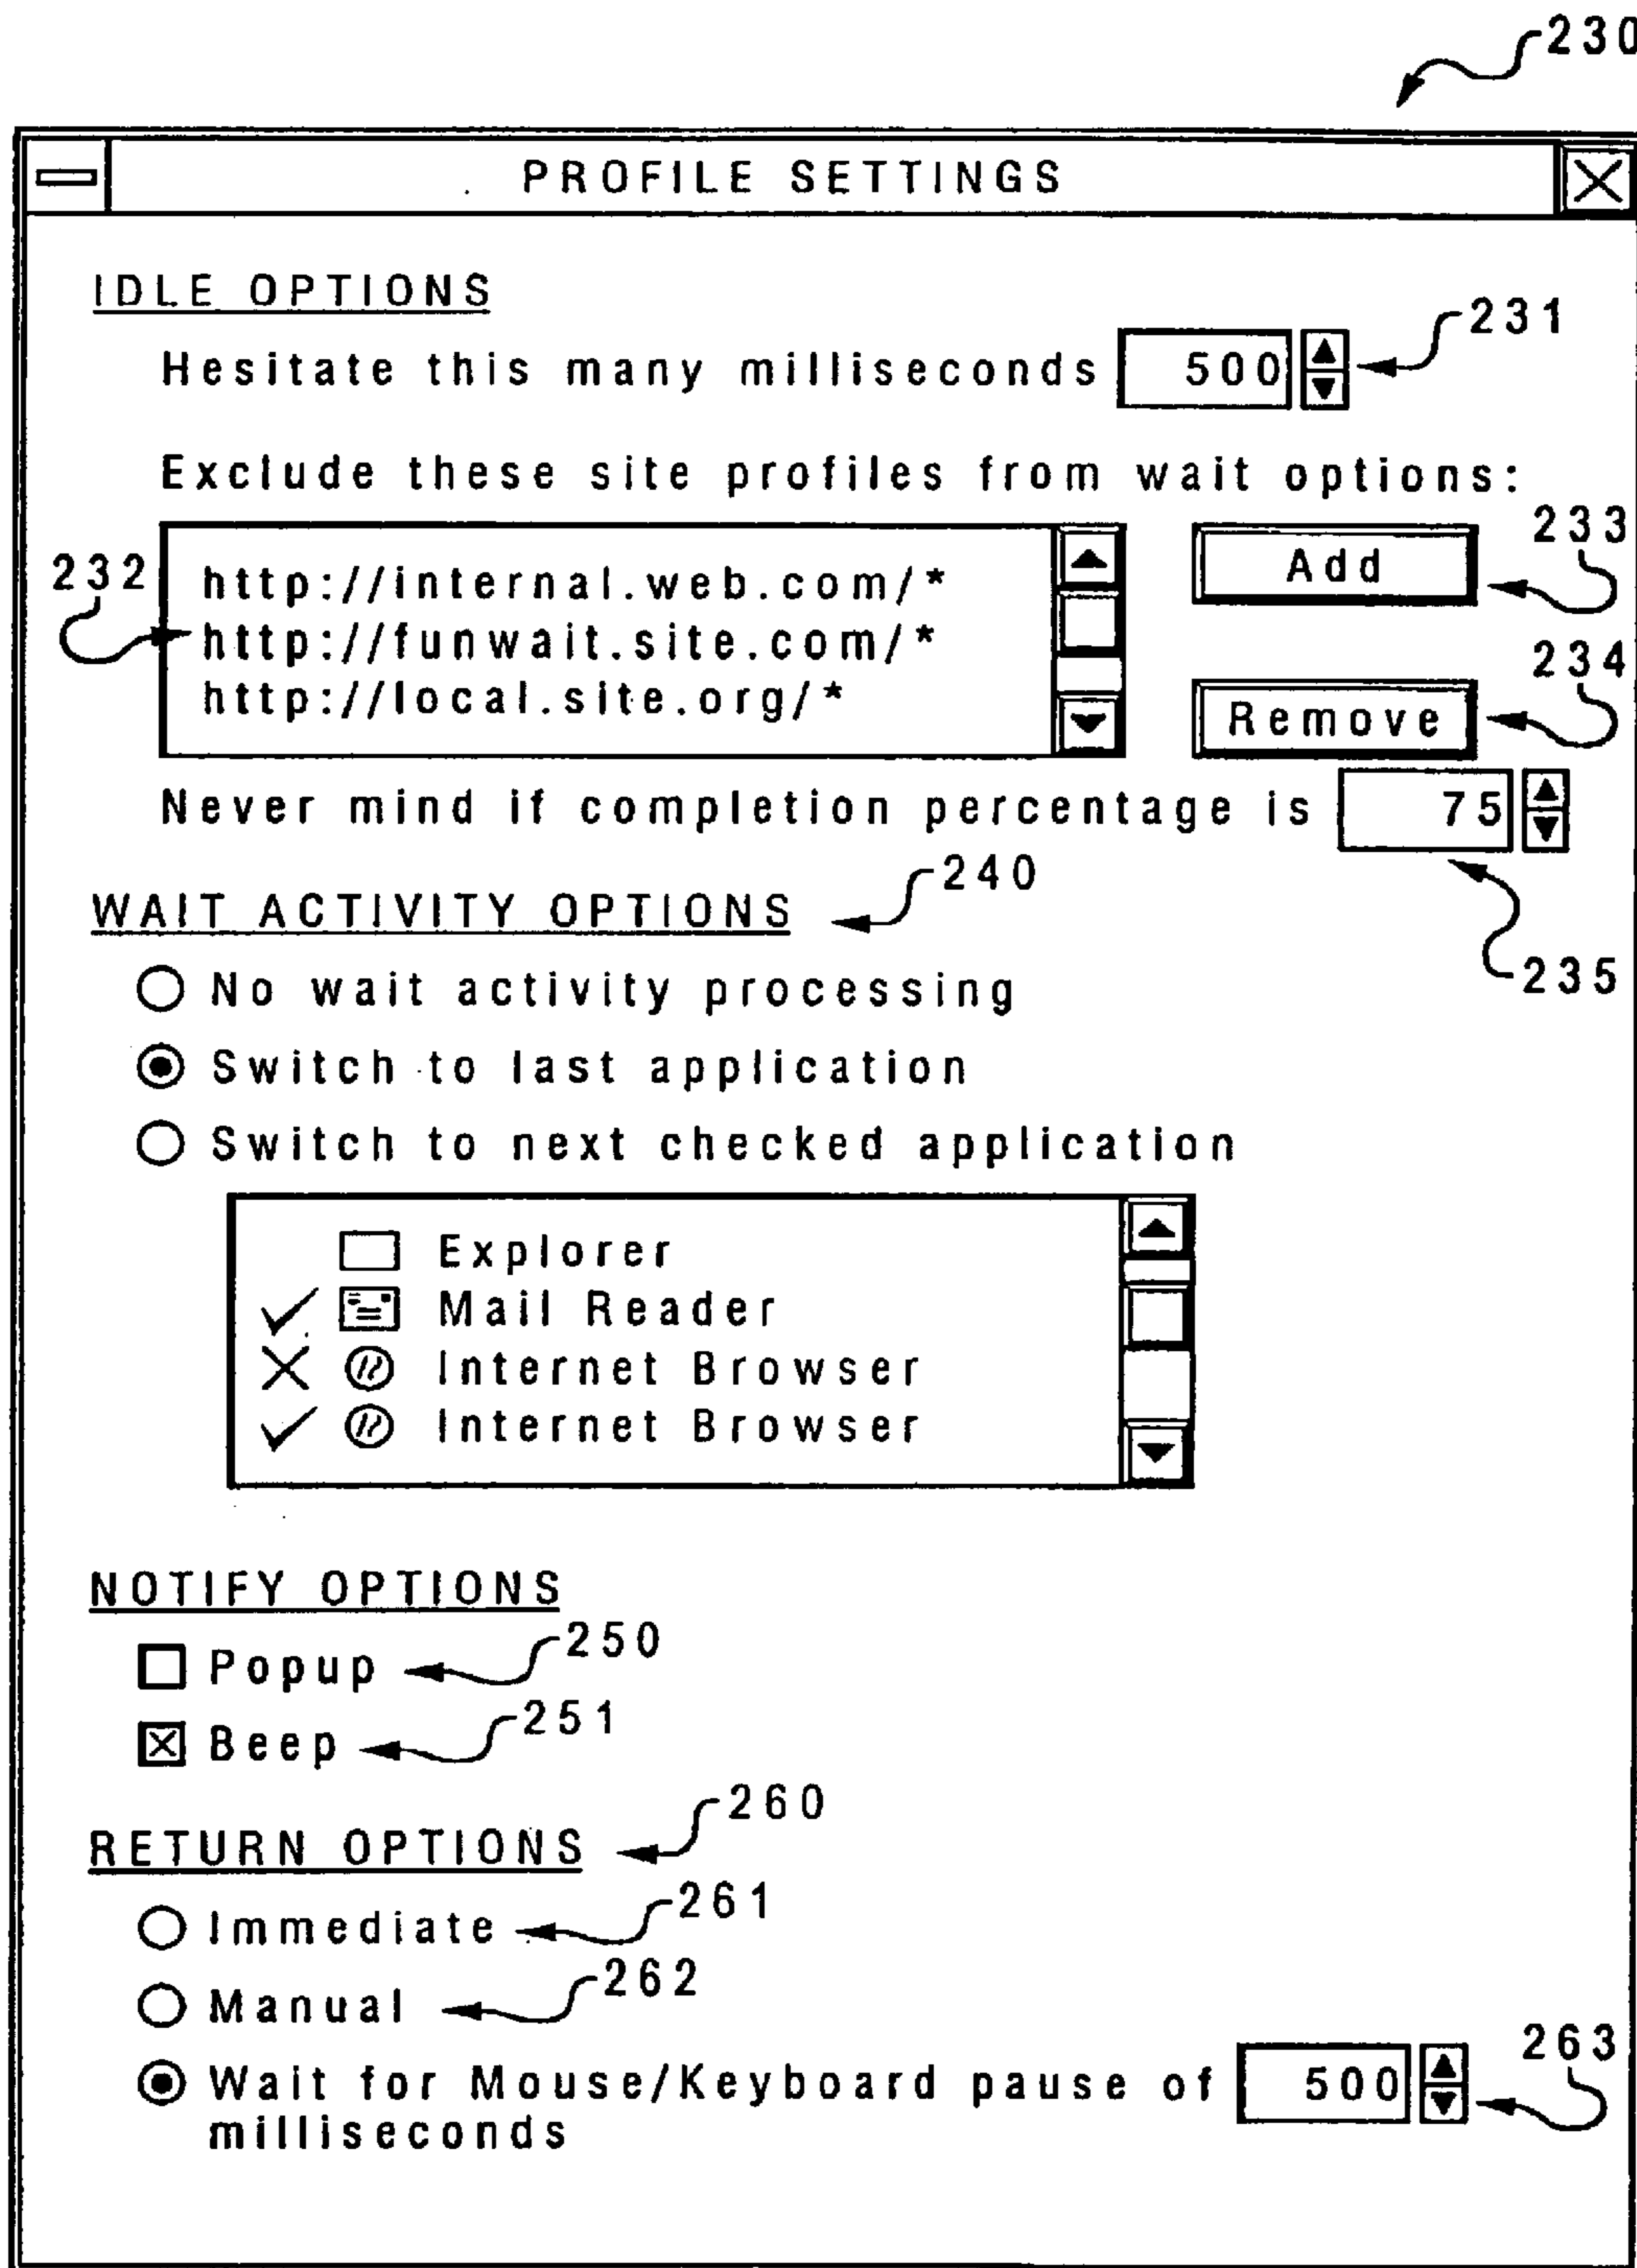 230
PROFILE SETTINGS
IDLE OPTIONS
Hesitate this many milliseconds 500 231
Exclude these site profiles from wait options:
232 http://internal.web.com/* Add 233
http://funwait.site.com/*
http://local.site.org/* Remove 234
Never mind if completion percentage is 75
235
WAIT ACTIVITY OPTIONS 240
No wait activity processing
Switch to last application
Switch to next checked application
Explorer
Mail Reader
Internet Browser
Internet Browser
NOTIFY OPTIONS
Popup 250
Beep 251
RETURN OPTIONS 260
Immediate 261
Manual 262
Wait for Mouse/Keyboard pause of 500 263
milliseconds